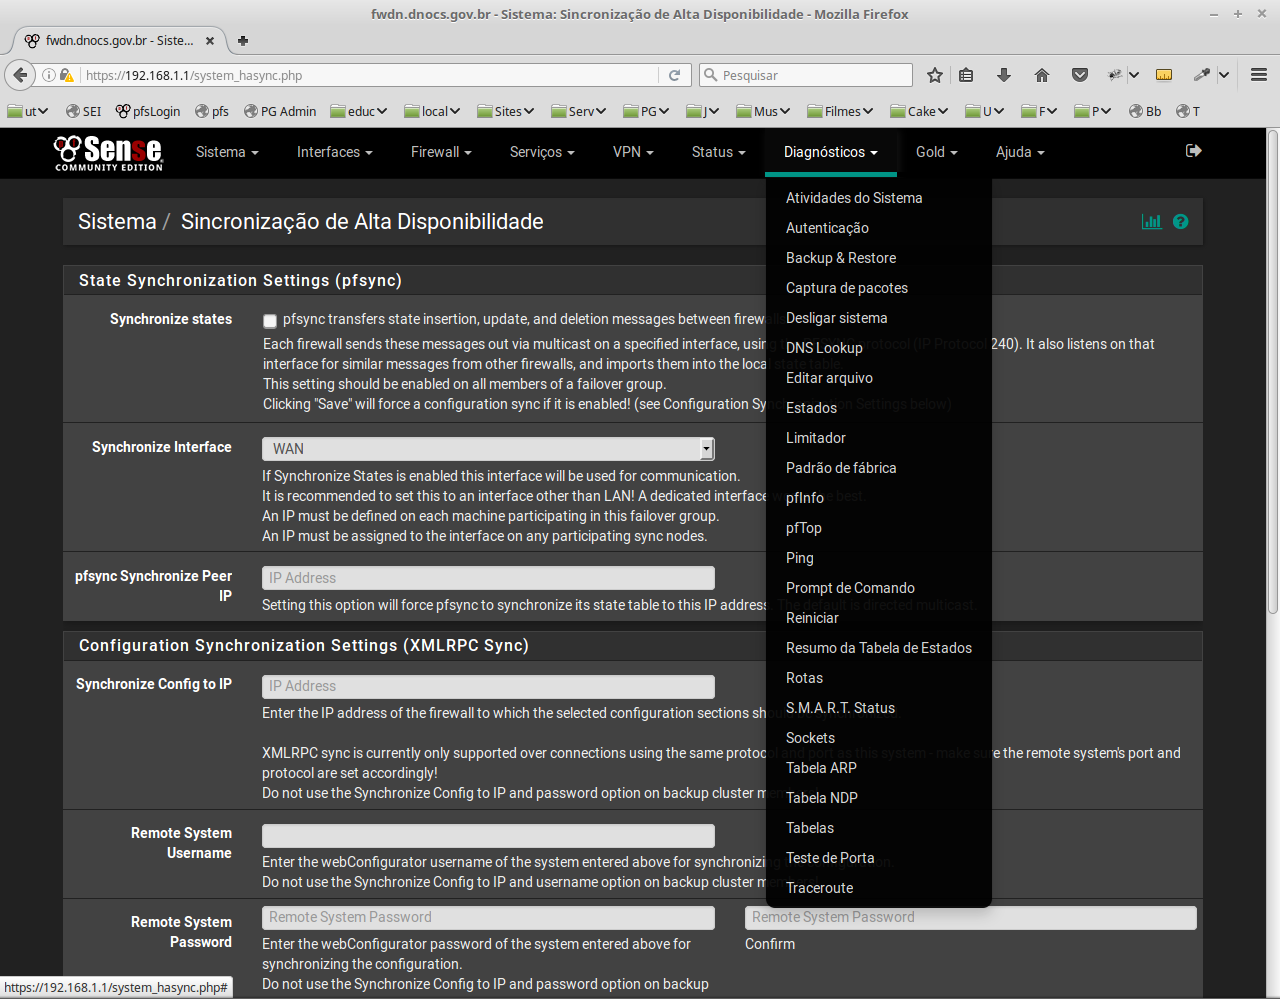 fwdn.dnocs.gov.br - Sistema: Sincronização de Alta Disponibilidade - Mozilla Firefox
fwdn.dnocs.gov.br - Siste...
https://192.168.1.1/system_hasync.php
Pesquisar
ut SEI pfsLogin pfs PG Admin educ local Sites Serv PG J Mus Filmes Cake U F P Bb T
Sense
COMMUNITY EDITION
Sistema Interfaces Firewall Serviços VPN Status Diagnósticos Gold Ajuda
Sistema / Sincronização de Alta Disponibilidade
State Synchronization Settings (pfsync)
Synchronize states
pfsync transfers state insertion, update, and deletion messages between firewalls
Each firewall sends these messages out via multicast on a specified interface, using protocol (IP Protocol 240). It also listens on that
interface for similar messages from other firewalls, and imports them into the local state table.
This setting should be enabled on all members of a failover group.
Clicking "Save" will force a configuration sync if it is enabled! (see Configuration Synchronization Settings below)
Synchronize Interface
WAN
If Synchronize States is enabled this interface will be used for communication.
It is recommended to set this to an interface other than LAN! A dedicated interface works the best.
An IP must be defined on each machine participating in this failover group.
An IP must be assigned to the interface on any participating sync nodes.
pfsync Synchronize Peer
IP
IP Address
Setting this option will force pfsync to synchronize its state table to this IP address. The default is directed multicast.
Configuration Synchronization Settings (XMLRPC Sync)
Synchronize Config to IP
IP Address
Enter the IP address of the firewall to which the selected configuration sections should
XMLRPC sync is currently only supported over connections using the same protocol and port as this system - make sure the remote system's port and
protocol are set accordingly!
Do not use the Synchronize Config to IP and password option on backup cluster members!
Remote System
Username
Enter the webConfigurator username of the system entered above for synchronizing
Do not use the Synchronize Config to IP and username option on backup cluster members!
Remote System
Password
Remote System Password
Remote System Password
Enter the webConfigurator password of the system entered above for
synchronizing the configuration.
Do not use the Synchronize Config to IP and password option on backup
Confirm
Atividades do Sistema
Autenticação
Backup & Restore
Captura de pacotes
Desligar sistema
DNS Lookup
Editar arquivo
Estados
Limitador
Padrão de fábrica
pfInfo
pfTop
Ping
Prompt de Comando
Reiniciar
Resumo da Tabela de Estados
Rotas
S.M.A.R.T. Status
Sockets
Tabela ARP
Tabela NDP
Tabelas
Teste de Porta
Traceroute
https://192.168.1.1/system_hasync.php#